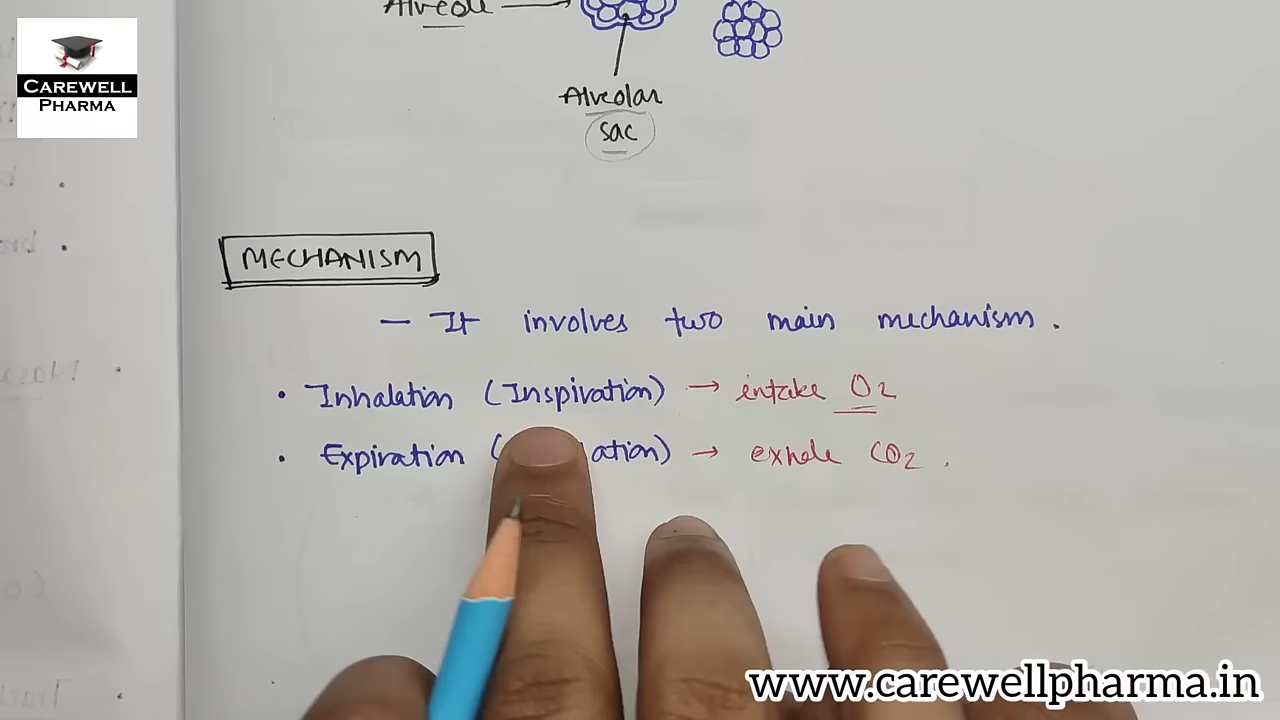 Alveoli →
CAREWELL
PHARMA
Alveolar
sac
MECHANISM
— It involves two main mechanism.
• Inhalation (Inspiration) → intake O2
• Expiration ( ation) → exhale CO2.
www.carewellpharma.in